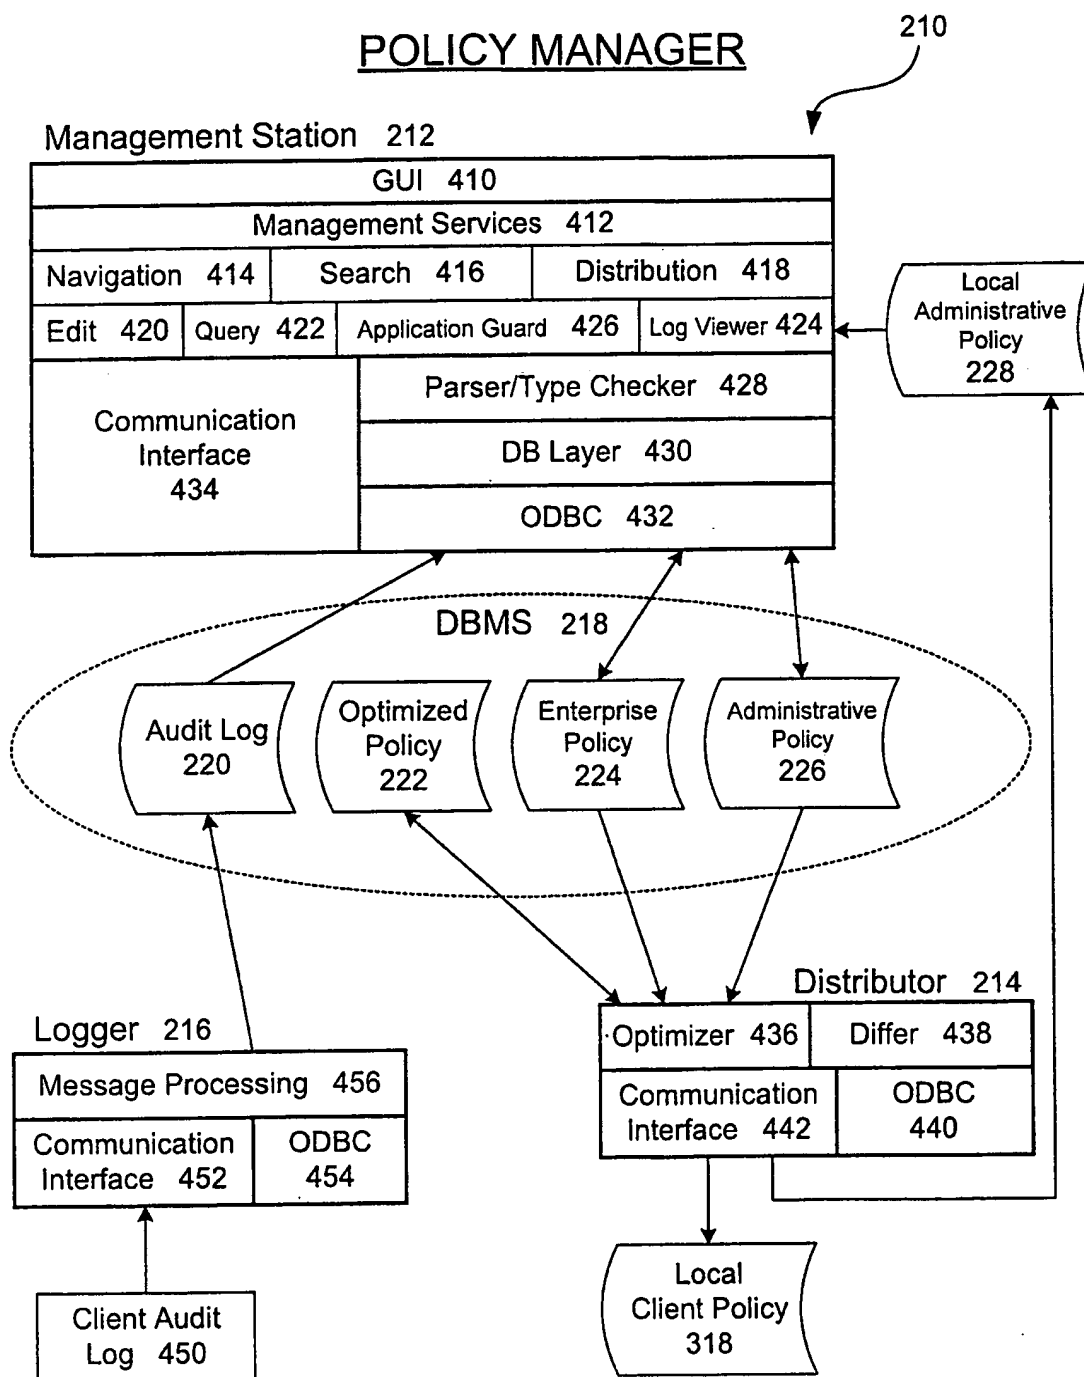 POLICY MANAGER
210
Management Station 212
GUI 410
Management Services 412
Navigation 414
Search 416
Distribution 418
Edit 420
Query 422
Application Guard 426
Log Viewer 424
Local
Administrative
Policy
228
Communication
Interface
434
Parser/Type Checker 428
DB Layer 430
ODBC 432
DBMS 218
Audit Log
220
Optimized
Policy
222
Enterprise
Policy
224
Administrative
Policy
226
Distributor 214
Optimizer 436
Differ 438
Communication
Interface 442
ODBC
440
Logger 216
Message Processing 456
Communication
Interface 452
ODBC
454
Client Audit
Log 450
Local
Client Policy
318